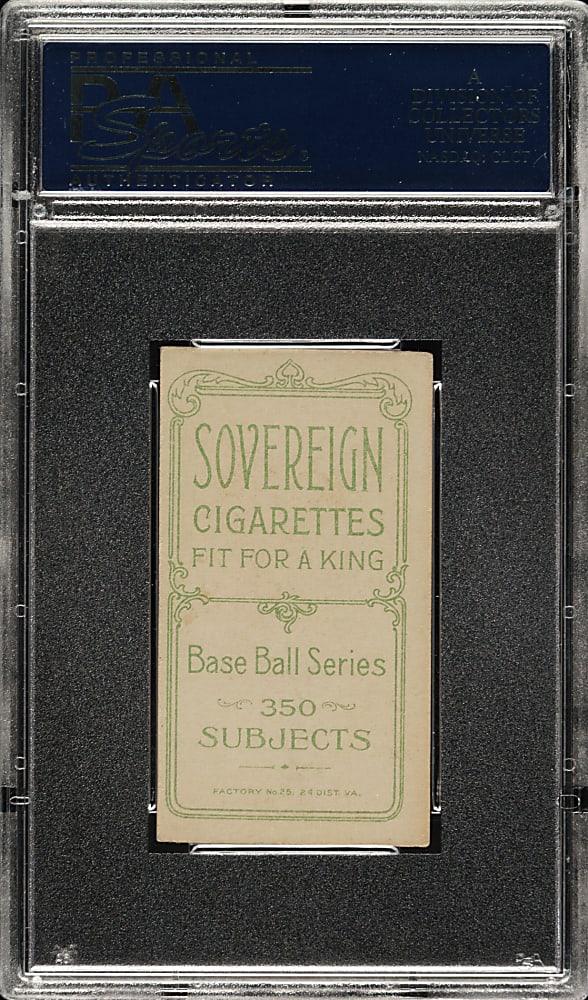 PROFESSIONAL
PSA
Sports
AUTHENTICATOR
A
DIVISION OF
COLLECTORS
UNIVERSE
NASDAQ: CLCT
SOVEREIGN
CIGARETTES
FIT FOR A KING
Base Ball Series
350
SUBJECTS
FACTORY No. 25. 2d DIST. VA.
PSA